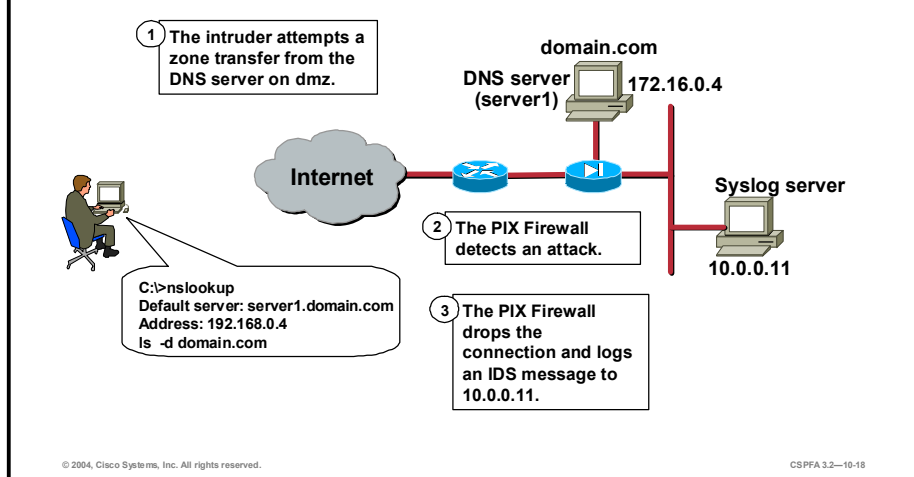 1
The intruder attempts a
zone transfer from the
DNS server on dmz.
domain.com
DNS server
(server1)
172.16.0.4
Internet
Syslog server
10.0.0.11
2
The PIX Firewall
detects an attack.
C:\>nslookup
Default server: server1.domain.com
Address: 192.168.0.4
ls -d domain.com
3
The PIX Firewall
drops the
connection and logs
an IDS message to
10.0.0.11.
© 2004, Cisco Systems, Inc. All rights reserved.
CSPFA 3.2—10-18